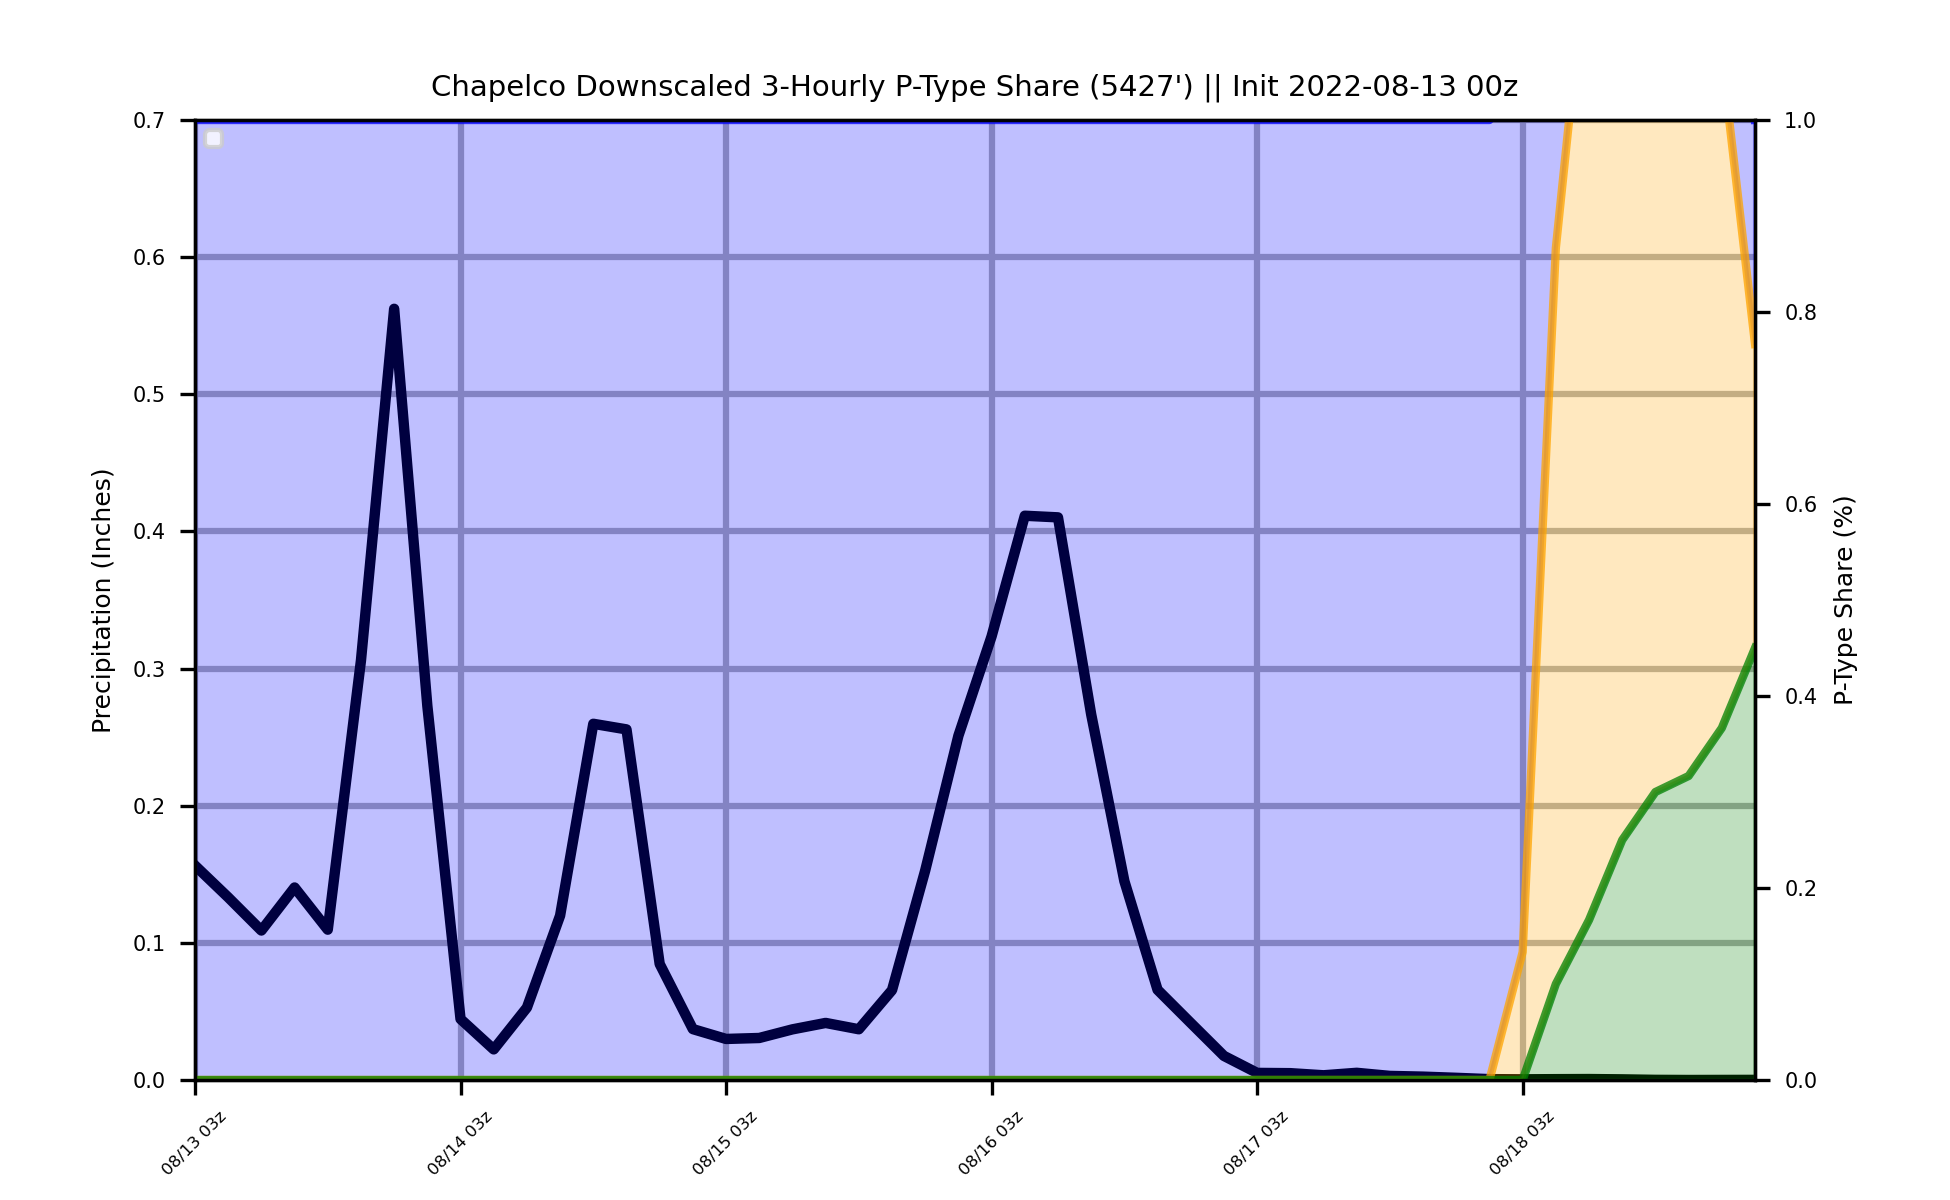 Chapelco Downscaled 3-Hourly P-Type Share (5427') || Init 2022-08-13 00z
0.7
0.6
0.5
0.4
0.3
0.2
0.1
0.0
Precipitation (Inches)
1.0
0.8
0.6
0.4
0.2
0.0
P-Type Share (%)
08/13 03z
08/14 03z
08/15 03z
08/16 03z
08/17 03z
08/18 03z